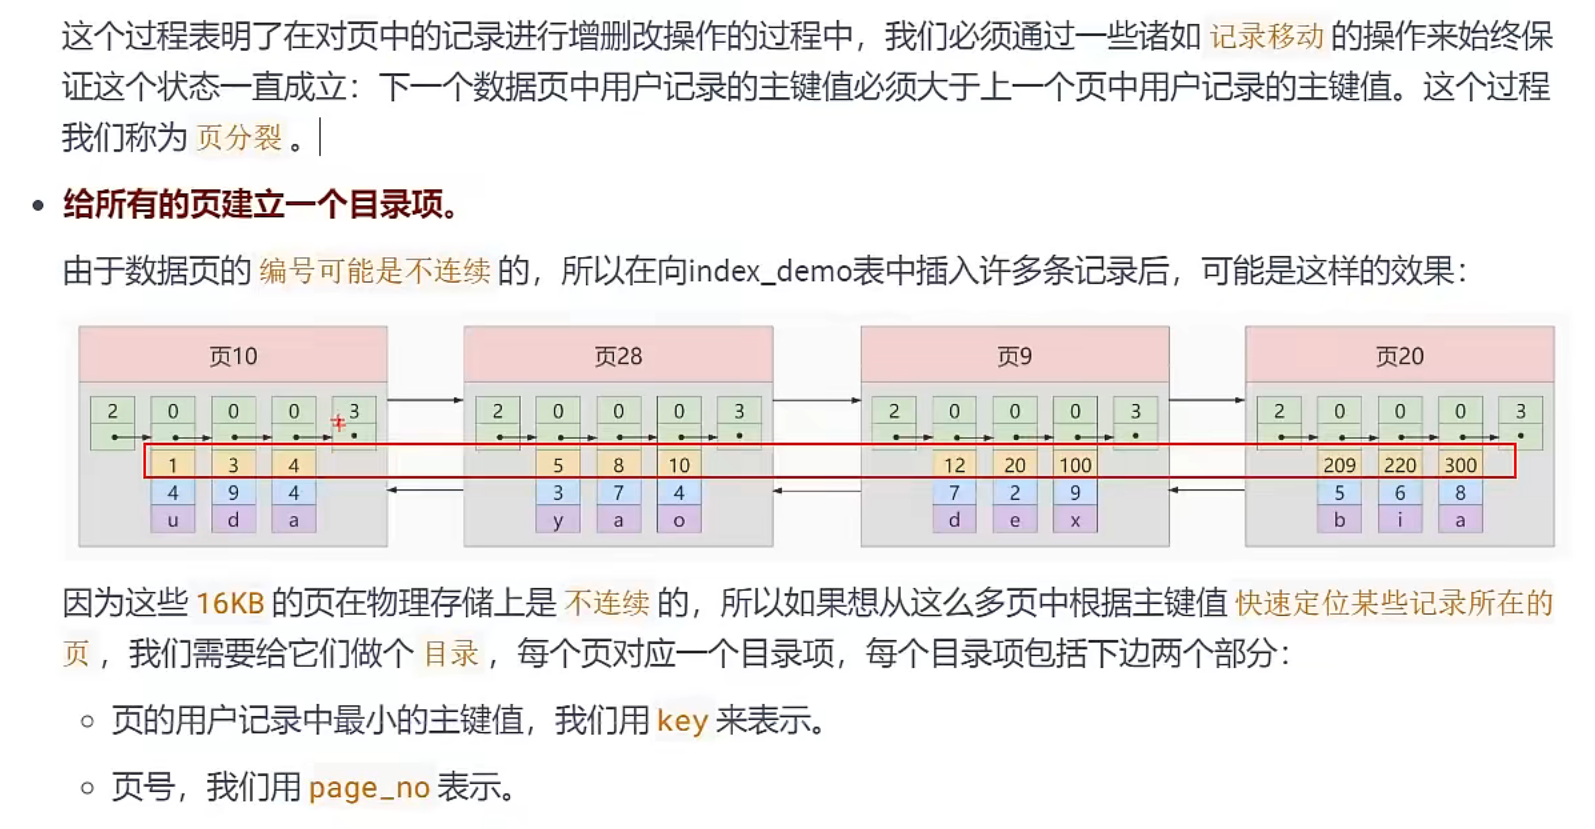 这个过程表明了在对页中的记录进行增删改操作的过程中，我们必须通过一些诸如 记录移动 的操作来始终保
证这个状态一直成立：下一个数据页中用户记录的主键值必须大于上一个页中用户记录的主键值。这个过程
我们称为 页分裂 。
• 给所有的页建立一个目录项。
由于数据页的 编号可能是不连续 的，所以在向index_demo表中插入许多条记录后，可能是这样的效果：
页10 页28 页9 页20
2 0 0 0 3 2 0 0 0 3 2 0 0 0 3 2 0 0 0 3
1 3 4 5 8 10 12 20 100 209 220 300
4 9 4 3 7 4 7 2 9 5 6 8
u d a y a o d e x b i a
因为这些 16KB 的页在物理存储上是 不连续 的，所以如果想从这么多页中根据主键值 快速定位某些记录所在的
页 ，我们需要给它们做个 目录 ，每个页对应一个目录项，每个目录项包括下边两个部分：
◦ 页的用户记录中最小的主键值，我们用 key 来表示。
◦ 页号，我们用 page_no 表示。